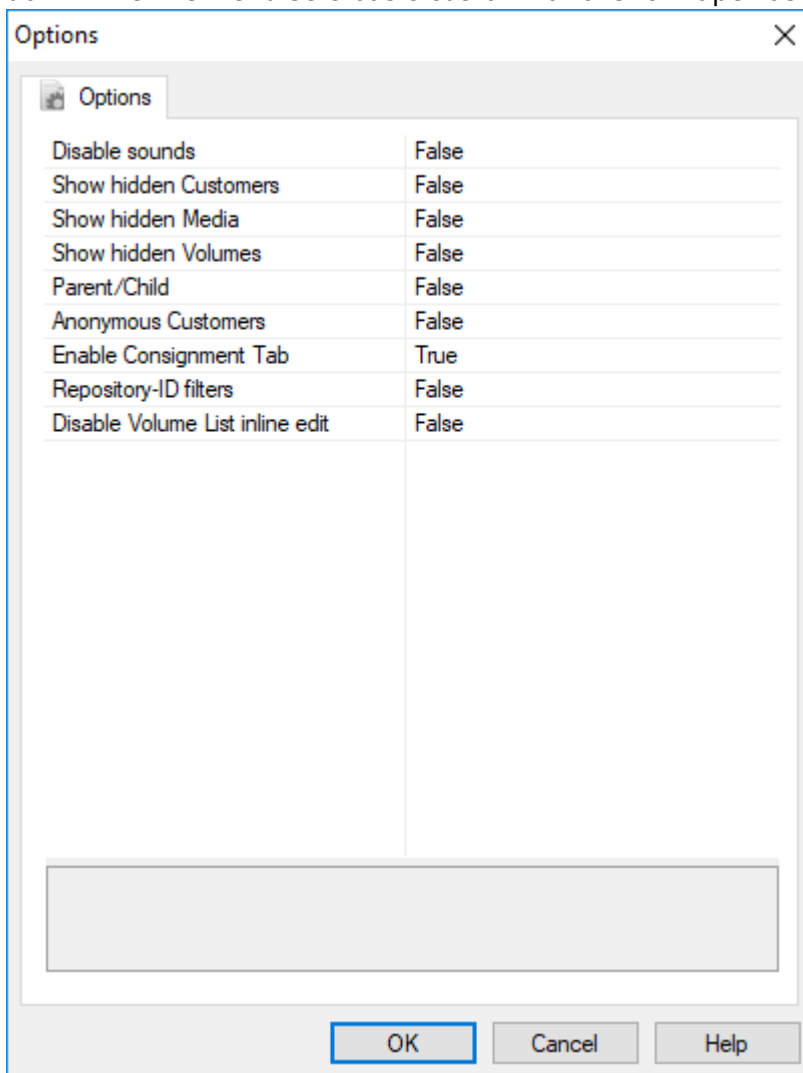 Options
Options
Disable sounds False
Show hidden Customers False
Show hidden Media False
Show hidden Volumes False
Parent/Child False
Anonymous Customers False
Enable Consignment Tab True
Repository-ID filters False
Disable Volume List inline edit False
OK Cancel Help